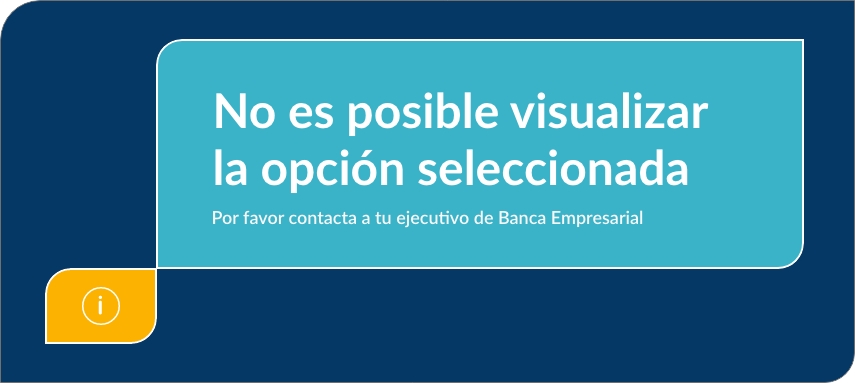 No es posible visualizar
la opción seleccionada
Por favor contacta a tu ejecutivo de Banca Empresarial
i